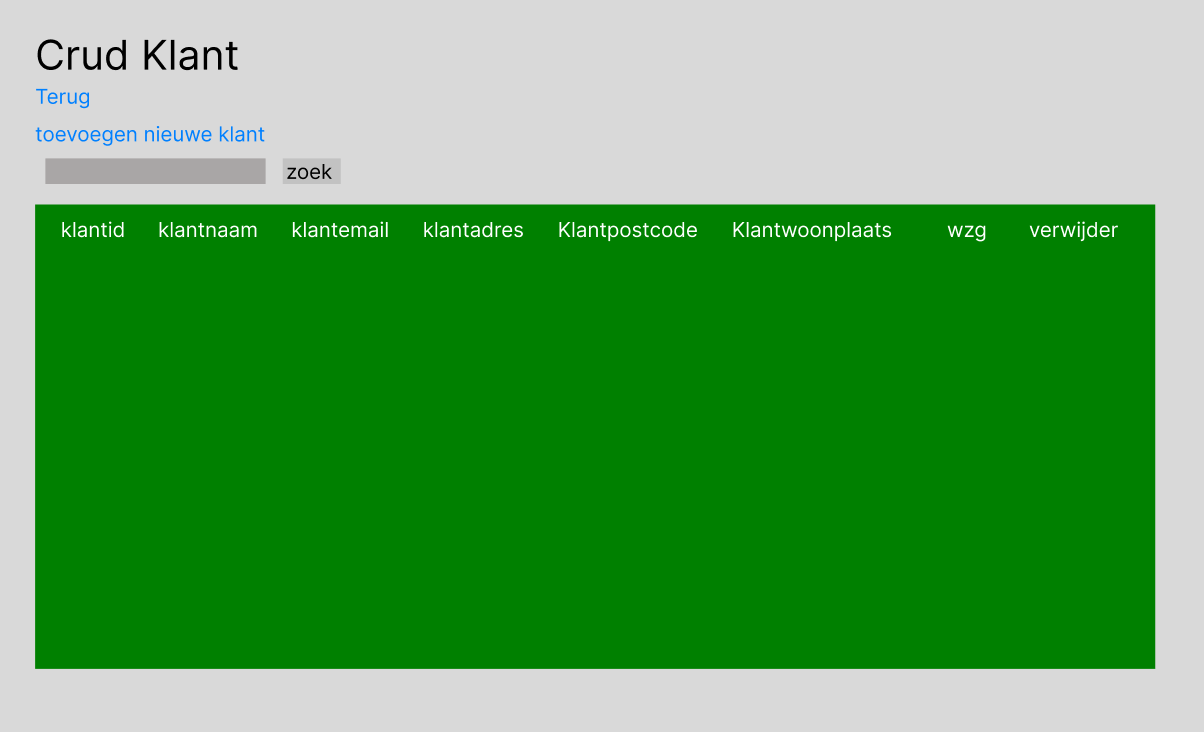 Crud Klant
Terug
toevoegen nieuwe klant
zoek
klantid klantnaam klantemail klantadres Klantpostcode Klantwoonplaats wzg verwijder